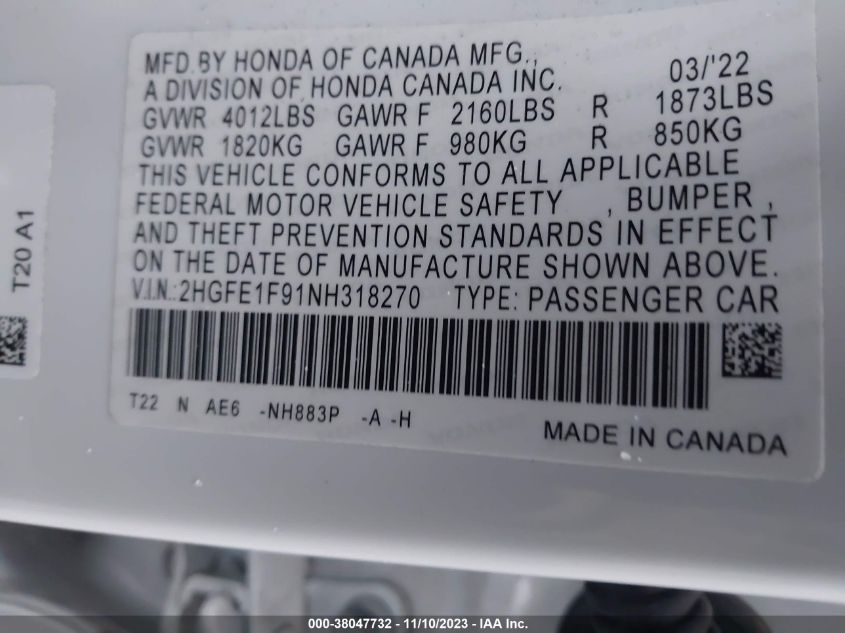 MFD. BY HONDA OF CANADA MFG.,
A DIVISION OF HONDA CANADA INC. 03/'22
GVWR 4012LBS GAWR F 2160LBS R 1873LBS
GVWR 1820KG GAWR F 980KG R 850KG
THIS VEHICLE CONFORMS TO ALL APPLICABLE
FEDERAL MOTOR VEHICLE SAFETY , BUMPER ,
AND THEFT PREVENTION STANDARDS IN EFFECT
ON THE DATE OF MANUFACTURE SHOWN ABOVE.
V.I.N.:2HGFE1F91NH318270 TYPE: PASSENGER CAR
T22 N AE6 -NH883P -A -H
MADE IN CANADA
T20 A1
000-38047732 - 11/10/2023 - IAA Inc.